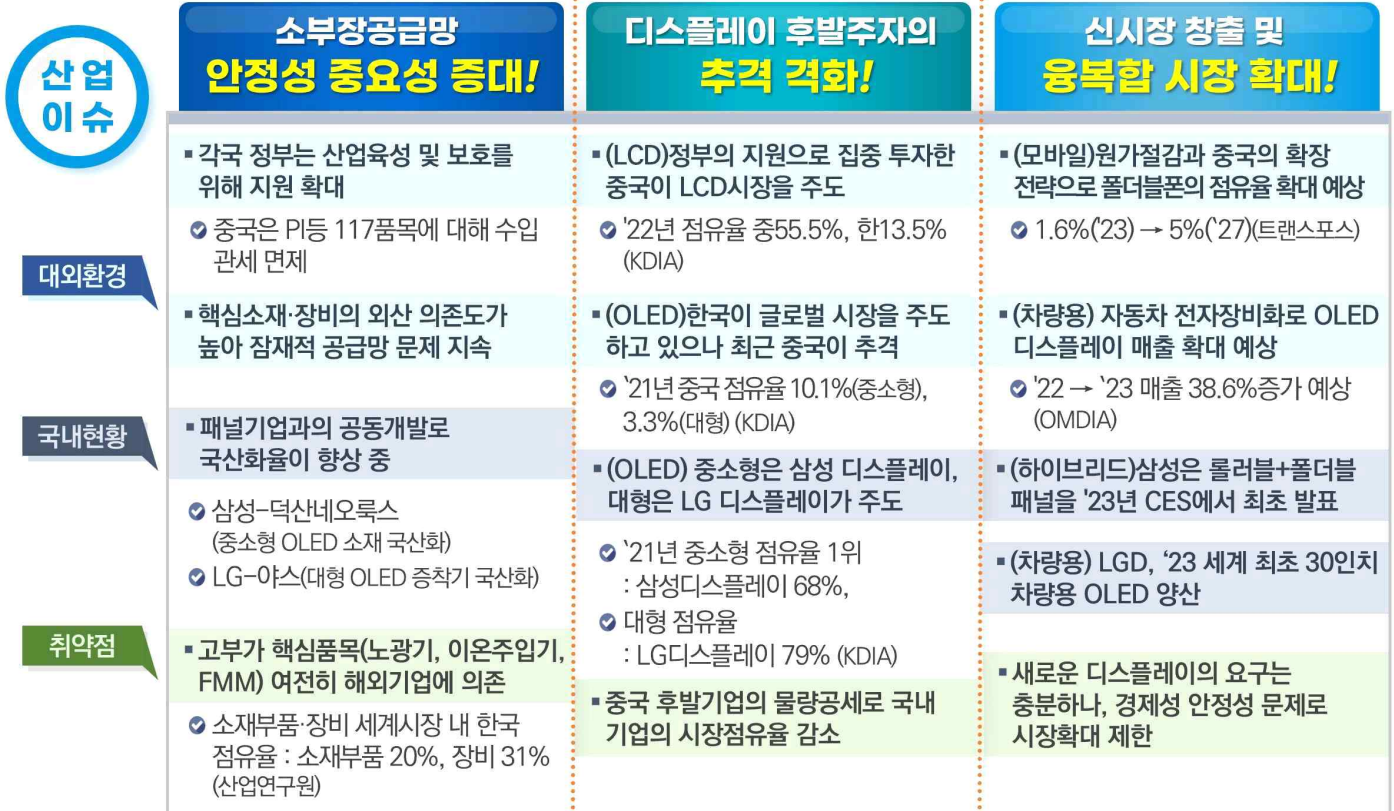 산업
이슈
소부장공급망
안정성 중요성 증대!
디스플레이 후발주자의
추격 격화!
신시장 창출 및
융복합 시장 확대!
대외환경
국내현황
취약점
▪ 각국 정부는 산업육성 및 보호를
위해 지원 확대
중국은 PI등 117품목에 대해 수입
관세 면제
▪ 핵심소재·장비의 외산 의존도가
높아 잠재적 공급망 문제 지속
▪ 패널기업과의 공동개발로
국산화율이 향상 중
삼성-덕산네오룩스
(중소형 OLED 소재 국산화)
LG-야스(대형 OLED 증착기 국산화)
▪ 고부가 핵심품목(노광기, 이온주입기,
FMM) 여전히 해외기업에 의존
소재부품·장비 세계시장 내 한국
점유율 : 소재부품 20%, 장비 31%
(산업연구원)
▪ (LCD)정부의 지원으로 집중 투자한
중국이 LCD시장을 주도
'22년 점유율 중55.5%, 한13.5%
(KDIA)
▪ (OLED)한국이 글로벌 시장을 주도
하고 있으나 최근 중국이 추격
‘21년 중국 점유율 10.1%(중소형),
3.3%(대형) (KDIA)
▪ (OLED) 중소형은 삼성 디스플레이,
대형은 LG 디스플레이가 주도
‘21년 중소형 점유율 1위
: 삼성디스플레이 68%,
대형 점유율
: LG디스플레이 79% (KDIA)
▪ 중국 후발기업의 물량공세로 국내
기업의 시장점유율 감소
▪ (모바일)원가절감과 중국의 확장
전략으로 폴더블폰의 점유율 확대 예상
1.6%('23) → 5%(‘27)(트랜스포스)
▪ (차량용) 자동차 전자장비화로 OLED
디스플레이 매출 확대 예상
'22 → ‘23 매출 38.6%증가 예상
(OMDIA)
▪ (하이브리드)삼성은 롤러블+폴더블
패널을 '23년 CES에서 최초 발표
▪ (차량용) LGD, ‘23 세계 최초 30인치
차량용 OLED 양산
▪ 새로운 디스플레이의 요구는
충분하나, 경제성 안정성 문제로
시장확대 제한